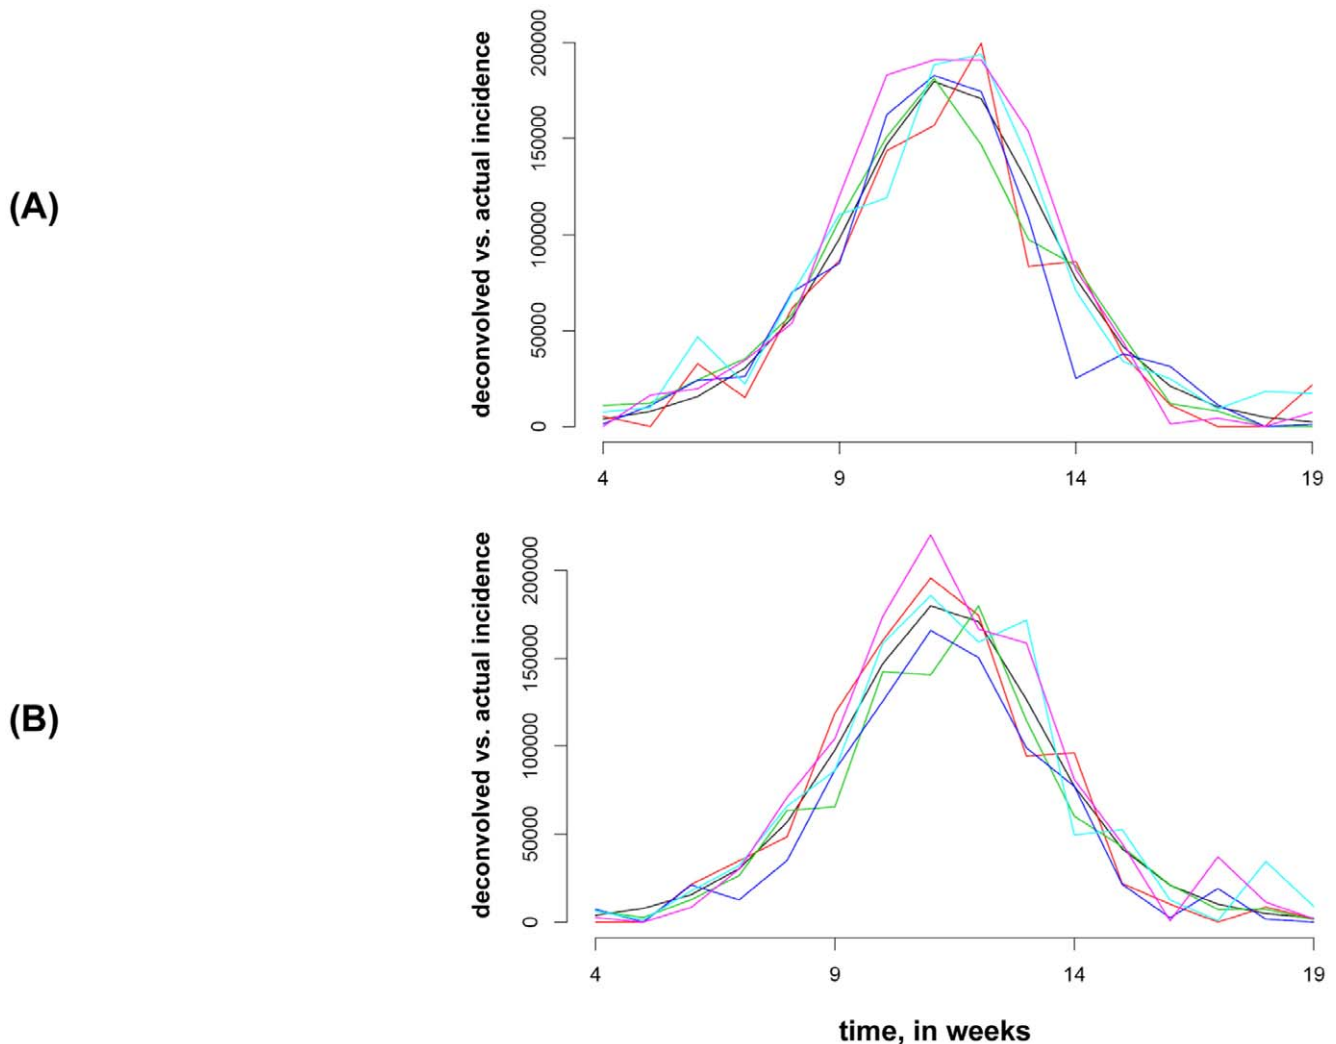 (A)
deconvolved vs. actual incidence
200000
150000
100000
50000
0
4 9 14 19
(B)
deconvolved vs. actual incidence
200000
150000
100000
50000
0
4 9 14 19
time, in weeks